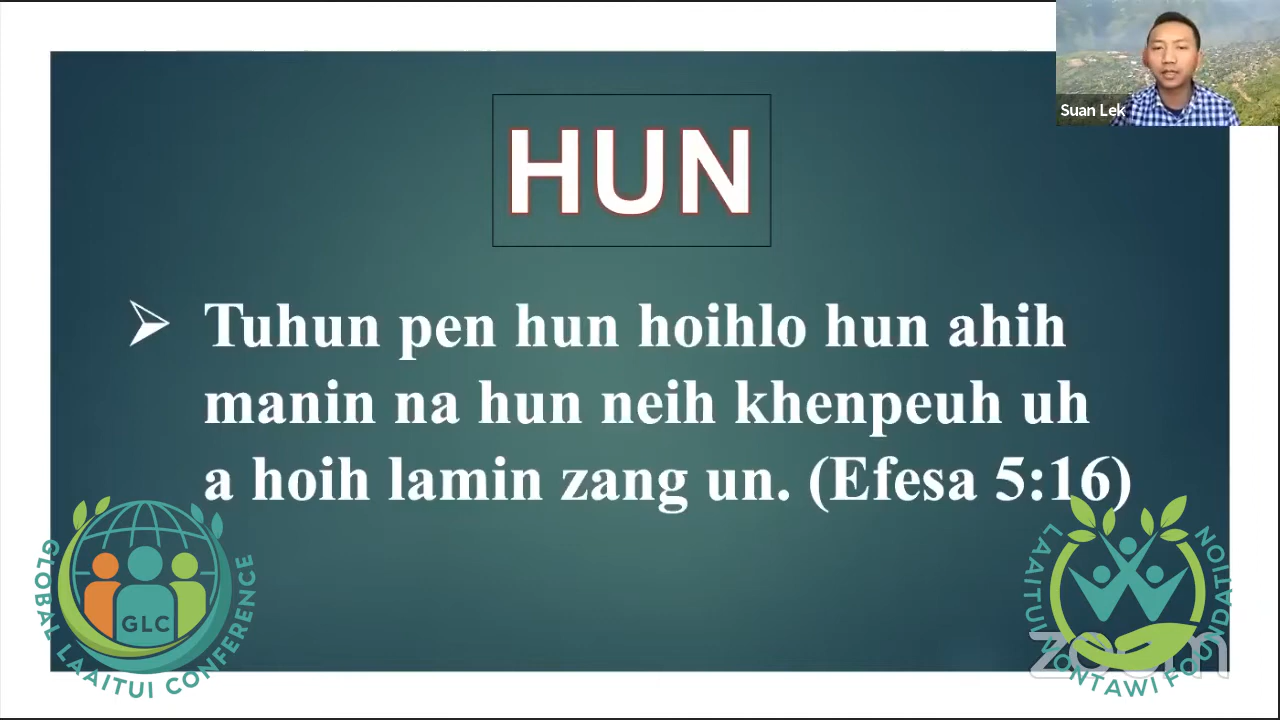 Suan Lek
HUN
Tuhun pen hun hoihlo hun ahih
manin na hun neih khenpeuh uh
a hoih lamin zang un. (Efesa 5:16)
GLOBAL LAAITUI CONFERENCE
GLC
LAAITUI MONTAWI FOUNDATION
zoom